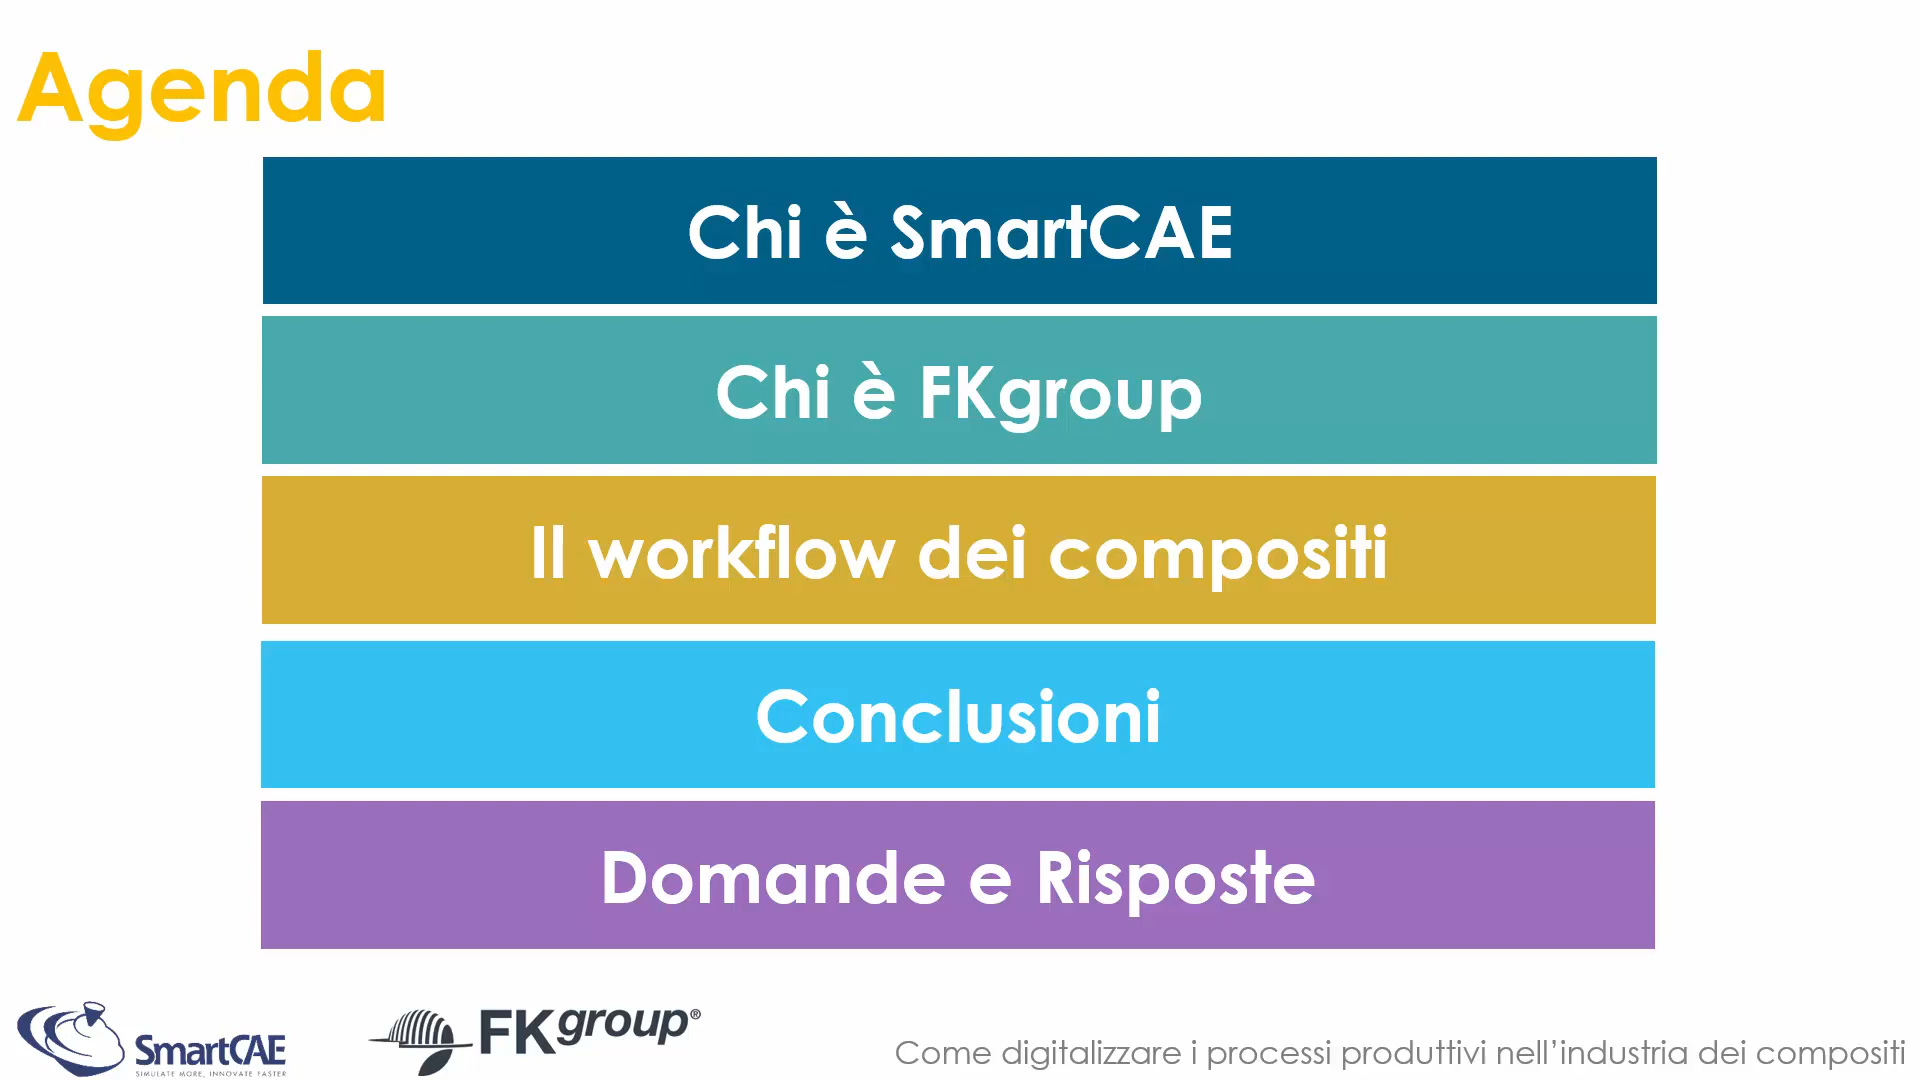 Agenda
Chi è SmartCAE
Chi è FKgroup
Il workflow dei compositi
Conclusioni
Domande e Risposte
SmartCAE
SIMULATE MORE, INNOVATE FASTER
FKgroup®
Come digitalizzare i processi produttivi nell’industria dei compositi